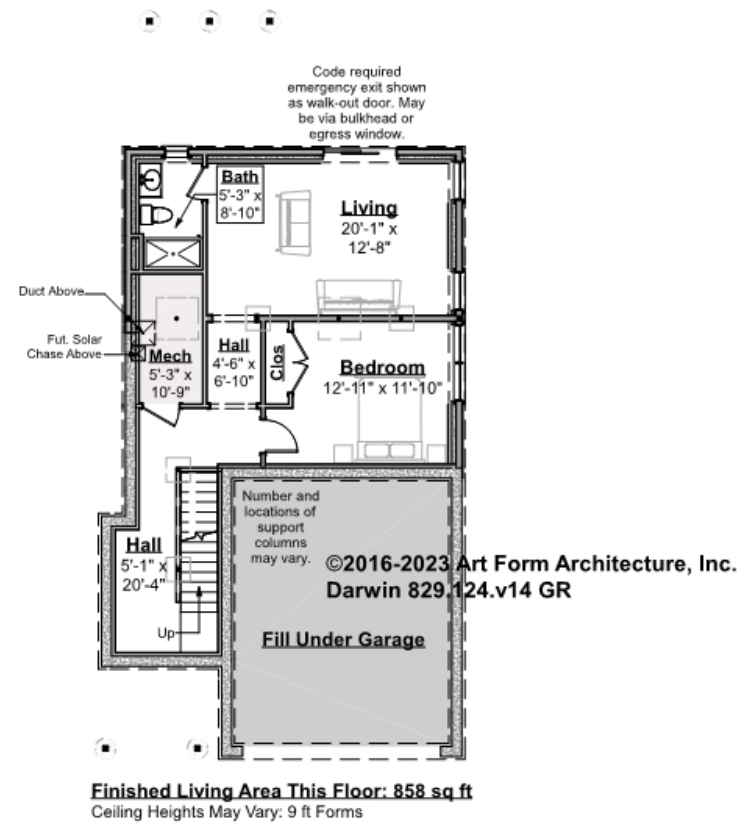 Code required
emergency exit shown
as walk-out door. May
be via bulkhead or
egress window.
Bath
5'-3" x
8'-10"
Living
20'-1" x
12'-8"
Duct Above
Fut. Solar
Chase Above
Mech
5'-3" x
10'-9"
Hall
4'-6" x
6'-10"
Clos
Bedroom
12'-11" x 11'-10"
Number and
locations of
support
columns
may vary.
Hall
5'-1" x
20'-4"
Up
©2016-2023 Art Form Architecture, Inc.
Darwin 829.124.v14 GR
Fill Under Garage
Finished Living Area This Floor: 858 sq ft
Ceiling Heights May Vary: 9 ft Forms